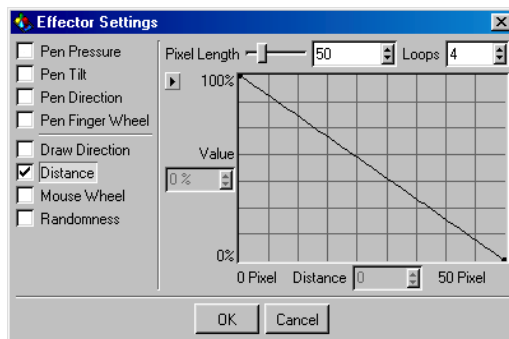 Effector Settings
Pen Pressure
Pen Tilt
Pen Direction
Pen Finger Wheel
Draw Direction
Distance
Mouse Wheel
Randomness
Pixel Length 50 Loops 4
100%
Value
0 %
0%
0 Pixel Distance 0 50 Pixel
OK Cancel